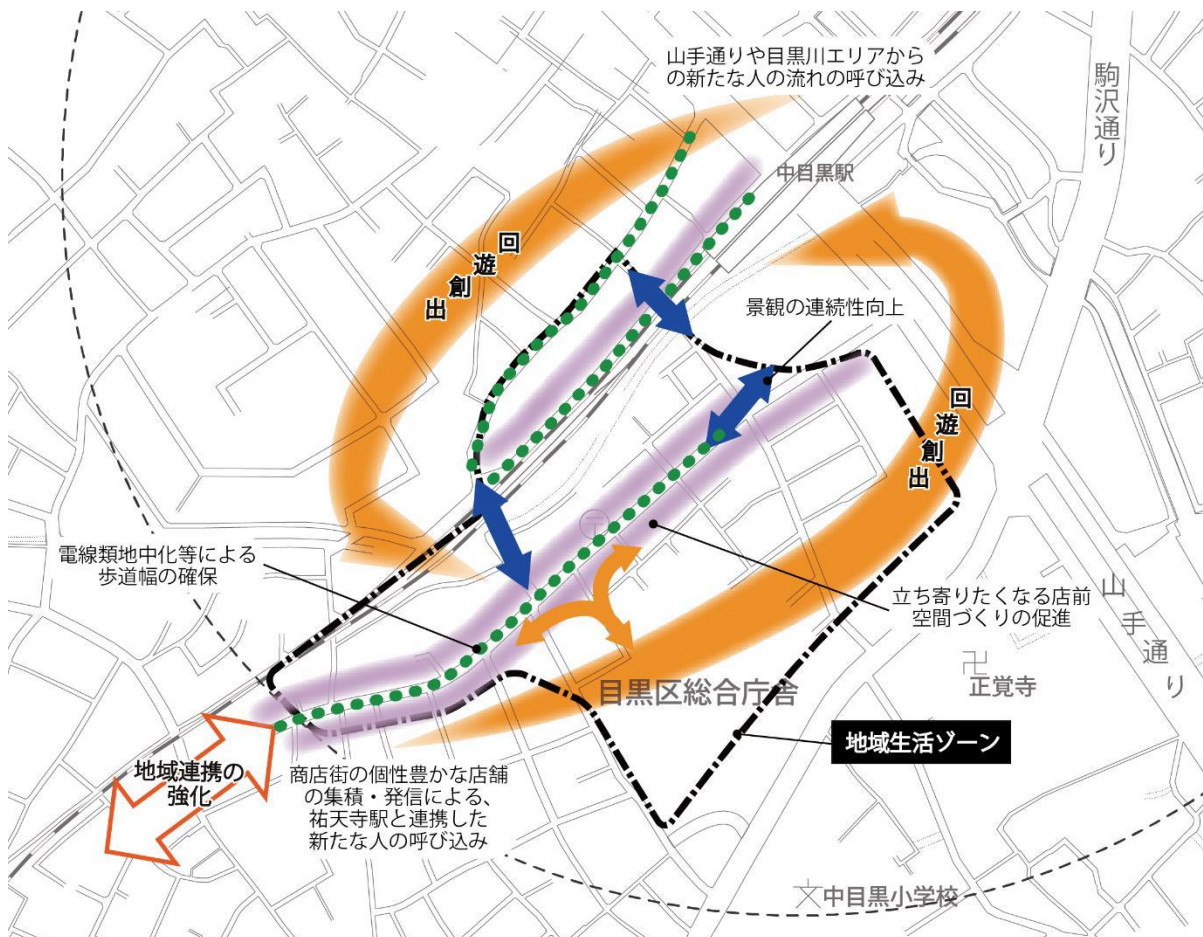 山手通りや目黒川エリアから
の新たな人の流れの呼び込み
駒沢通り
中目黒駅
回遊創出
景観の連続性向上
回遊創出
電線類地中化等による
歩道幅の確保
立ち寄りたくなる店前
空間づくりの促進
山手通り
卍
正覚寺
目黒区総合庁舎
地域生活ゾーン
地域連携の
強化
商店街の個性豊かな店舗
の集積・発信による、
祐天寺駅と連携した
新たな人の呼び込み
文
中目黒小学校